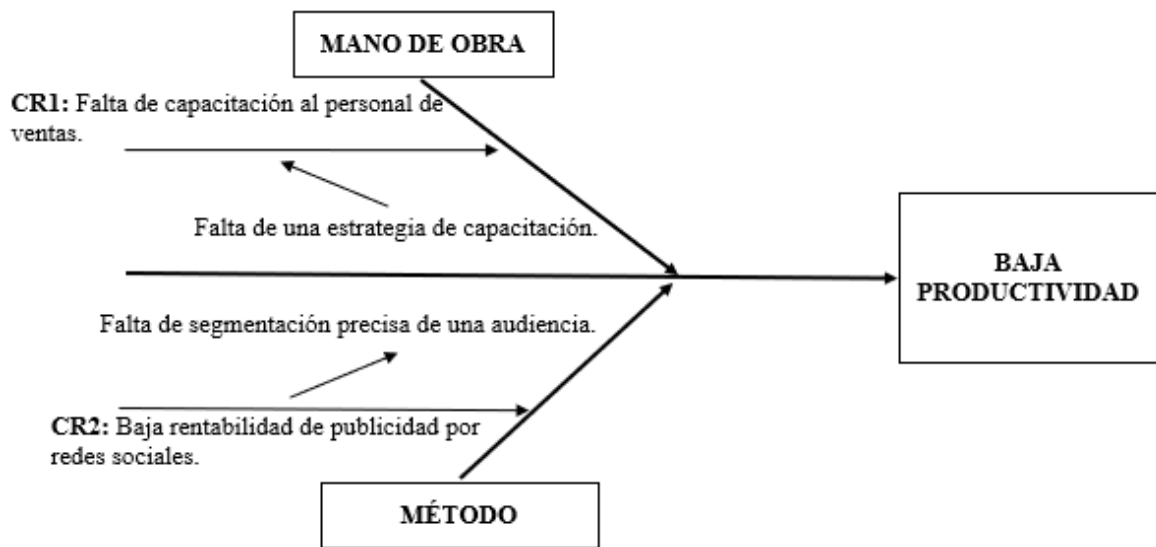 MANO DE OBRA
CR1: Falta de capacitación al personal de
ventas.
Falta de una estrategia de capacitación.
BAJA
PRODUCTIVIDAD
Falta de segmentación precisa de una audiencia.
CR2: Baja rentabilidad de publicidad por
redes sociales.
MÉTODO